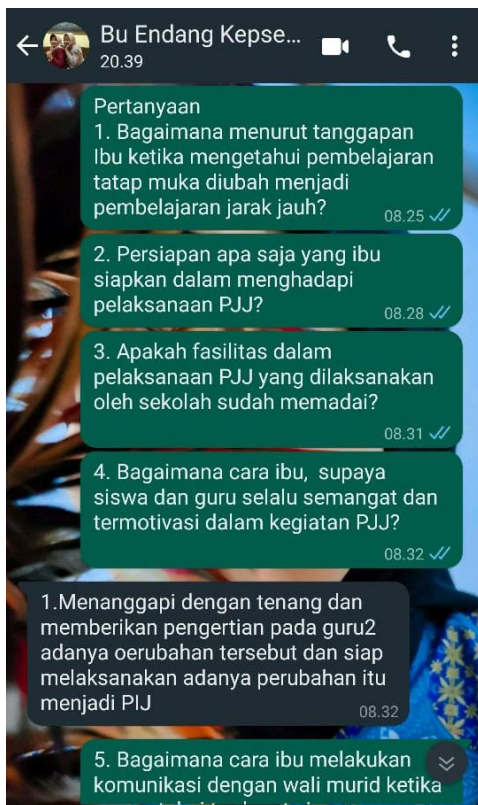 Bu Endang Kepse...
20.39
Pertanyaan
1. Bagaimana menurut tanggapan
Ibu ketika mengetahui pembelajaran
tatap muka diubah menjadi
pembelajaran jarak jauh?
08.25
2. Persiapan apa saja yang ibu
siapkan dalam menghadapi
pelaksanaan PJJ?
08.28
3. Apakah fasilitas dalam
pelaksanaan PJJ yang dilaksanakan
oleh sekolah sudah memadai?
08.31
4. Bagaimana cara ibu, supaya
siswa dan guru selalu semangat dan
termotivasi dalam kegiatan PJJ?
08.32
1.Menanggapi dengan tenang dan
memberikan pengertian pada guru2
adanya oerubahan tersebut dan siap
melaksanakan adanya perubahan itu
menjadi PIJ
08.32
5. Bagaimana cara ibu melakukan
komunikasi dengan wali murid ketika